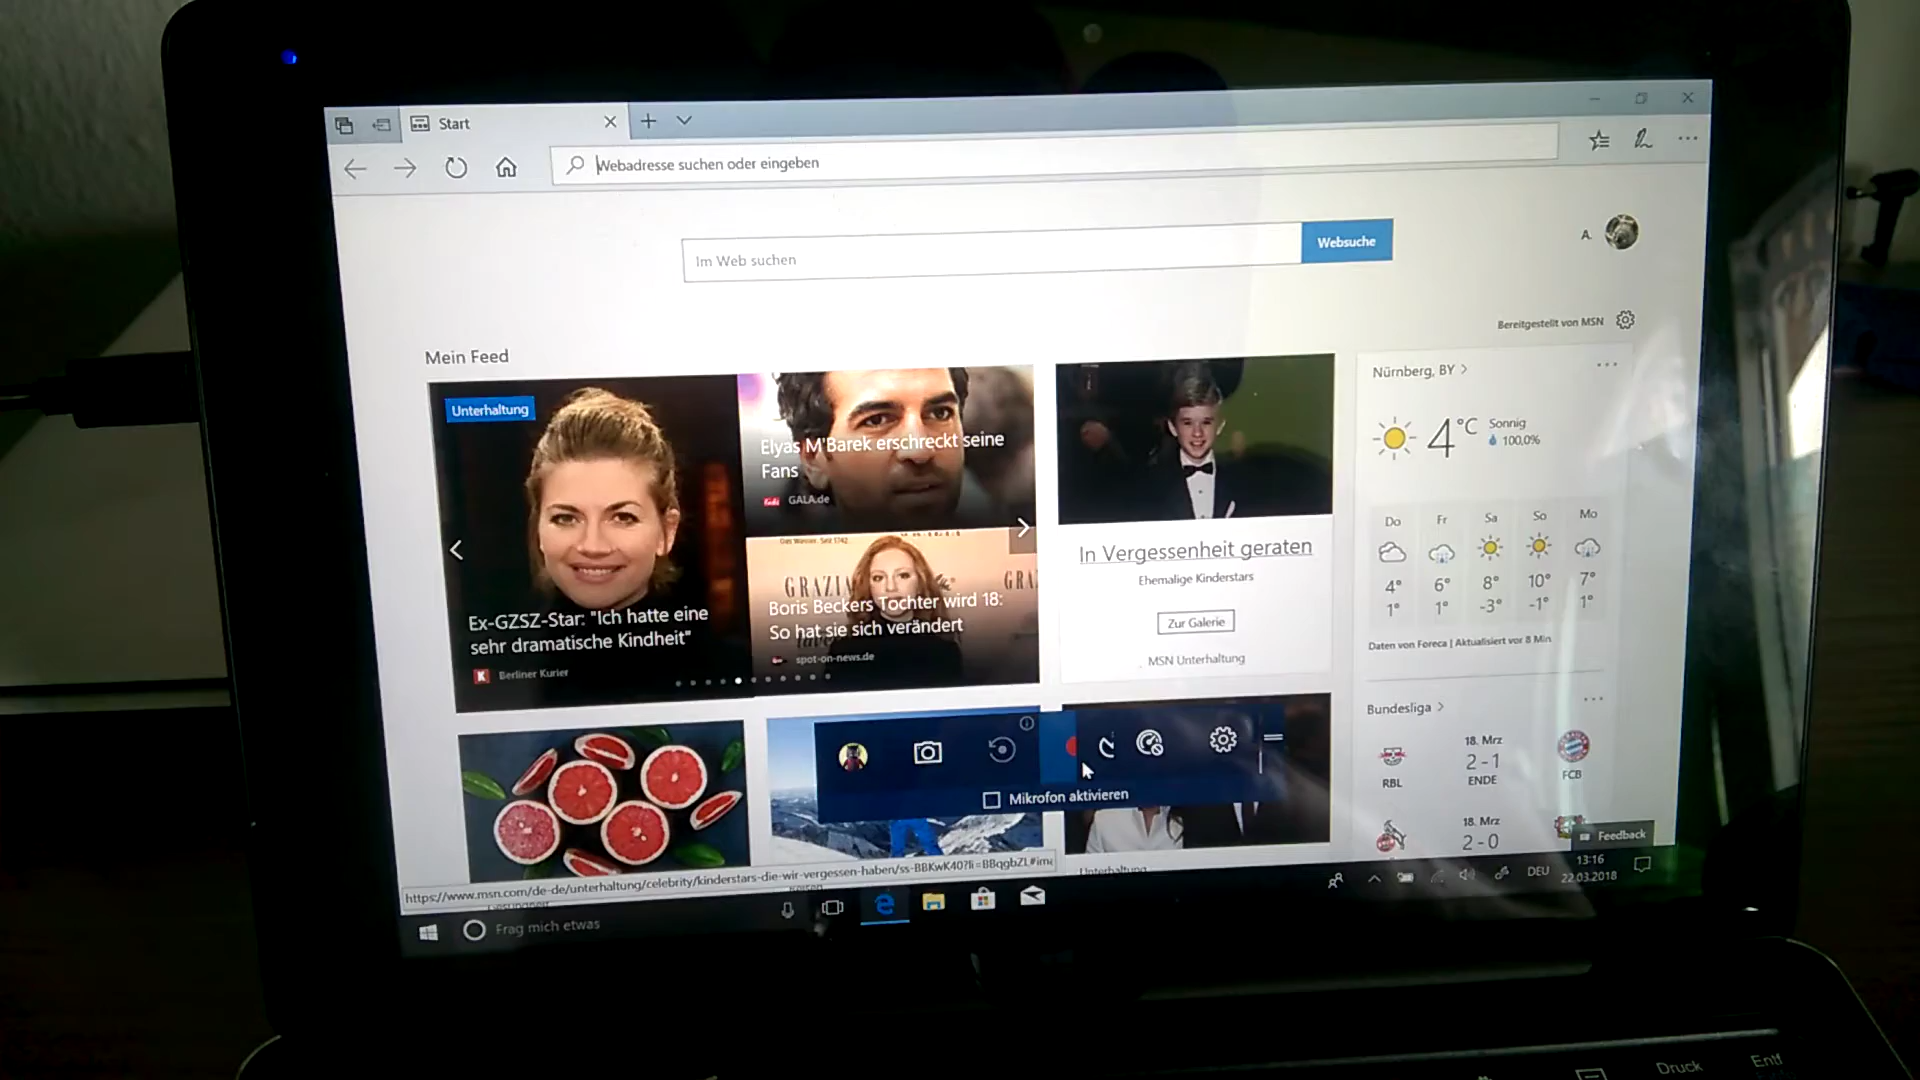 Start
Webadresse suchen oder eingeben
Im Web suchen
Websuche
A.
Bereitgestellt von MSN
Mein Feed
Unterhaltung
Ex-GZSZ-Star: "Ich hatte eine
sehr dramatische Kindheit"
Berliner Kurier
Elyas M'Barek erschreckt seine
Fans
GALA.de
GRAZIA
GRA
Boris Beckers Tochter wird 18:
So hat sie sich verändert
spot-on-news.de
In Vergessenheit geraten
Ehemalige Kinderstars
Zur Galerie
MSN Unterhaltung
Nürnberg, BY
4°C
Sonnig
100,0%
Do Fr Sa So Mo
4° 6° 8° 10° 7°
1° 1° -3° -1° 1°
Daten von Foreca | Aktualisiert vor 8 Min
Bundesliga
18. Mrz
2-1
ENDE
RBL
FCB
18. Mrz
2-0
Feedback
Mikrofon aktivieren
Unterhaltung
https://www.msn.com/de-de/unterhaltung/celebrity/kinderstars-die-wir-vergessen-haben/ss-BBKwK40?li=BBqgbZL#im
Frag mich etwas
DEU
13:16
22.03.2018
Druck
Entf